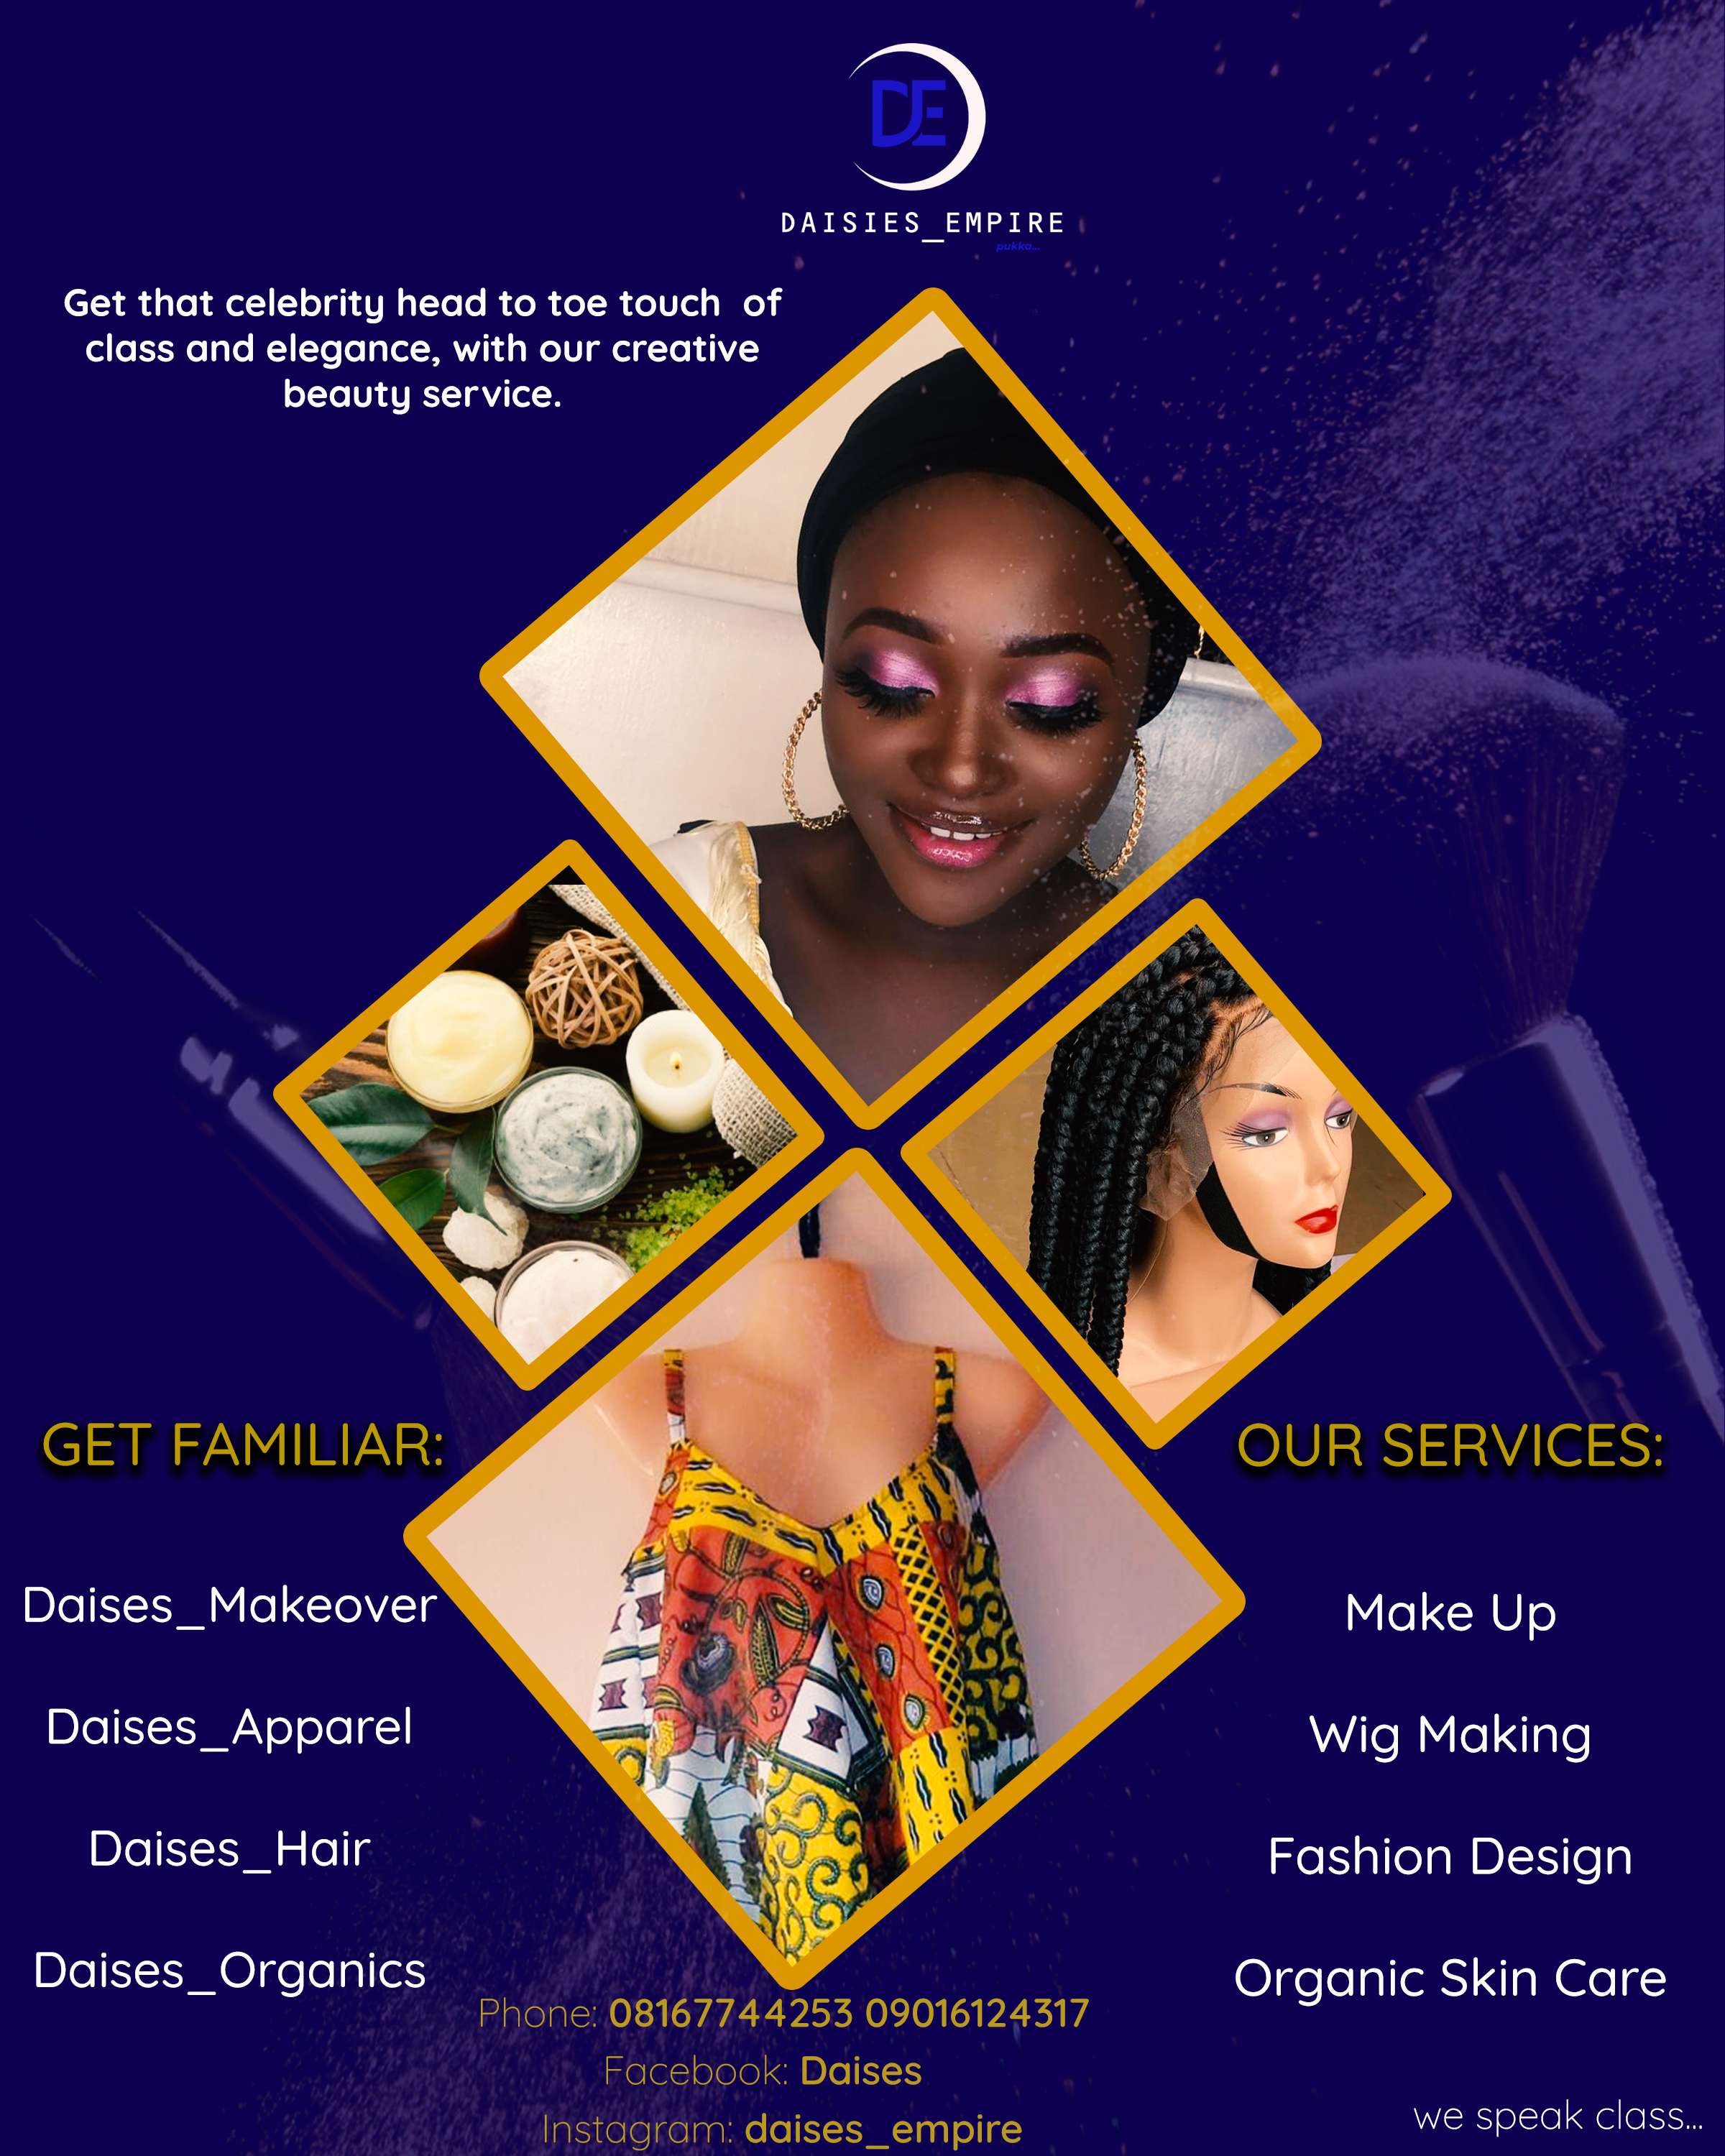 DE
DAISIES_EMPIRE
pukka...
Get that celebrity head to toe touch of
class and elegance, with our creative
beauty service.
GET FAMILIAR:
Daises_Makeover
Daises_Apparel
Daises_Hair
Daises_Organics
OUR SERVICES:
Make Up
Wig Making
Fashion Design
Organic Skin Care
Phone: 08167744253 09016124317
Facebook: Daises
Instagram: daises_empire
we speak class...